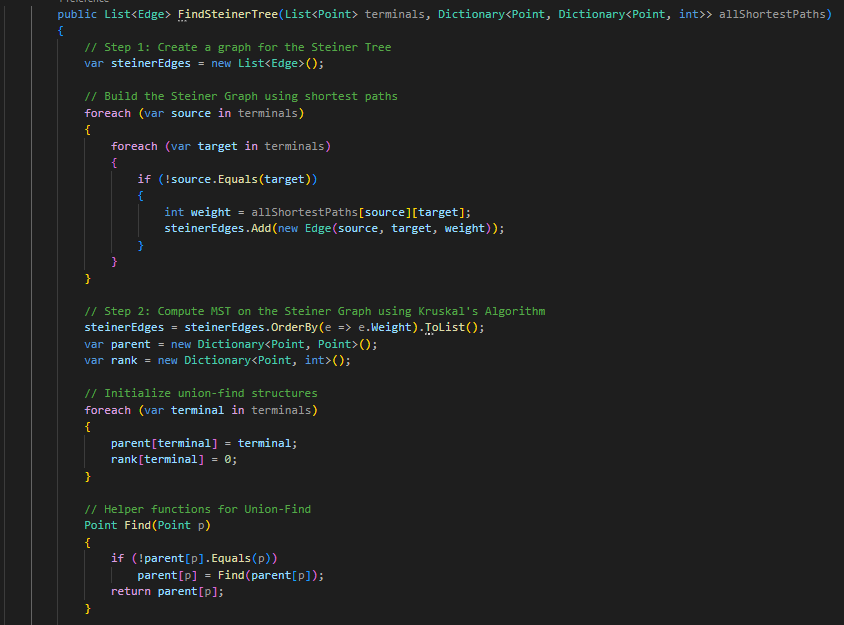 public List<Edge> FindSteinerTree(List<Point> terminals, Dictionary<Point, Dictionary<Point, int>> allShortestPaths)
{
    // Step 1: Create a graph for the Steiner Tree
    var steinerEdges = new List<Edge>();

    // Build the Steiner Graph using shortest paths
    foreach (var source in terminals)
    {
        foreach (var target in terminals)
        {
            if (!source.Equals(target))
            {
                int weight = allShortestPaths[source][target];
                steinerEdges.Add(new Edge(source, target, weight));
            }
        }
    }

    // Step 2: Compute MST on the Steiner Graph using Kruskal's Algorithm
    steinerEdges = steinerEdges.OrderBy(e => e.Weight).ToList();
    var parent = new Dictionary<Point, Point>();
    var rank = new Dictionary<Point, int>();

    // Initialize union-find structures
    foreach (var terminal in terminals)
    {
        parent[terminal] = terminal;
        rank[terminal] = 0;
    }

    // Helper functions for Union-Find
    Point Find(Point p)
    {
        if (!parent[p].Equals(p))
            parent[p] = Find(parent[p]);
        return parent[p];
    }